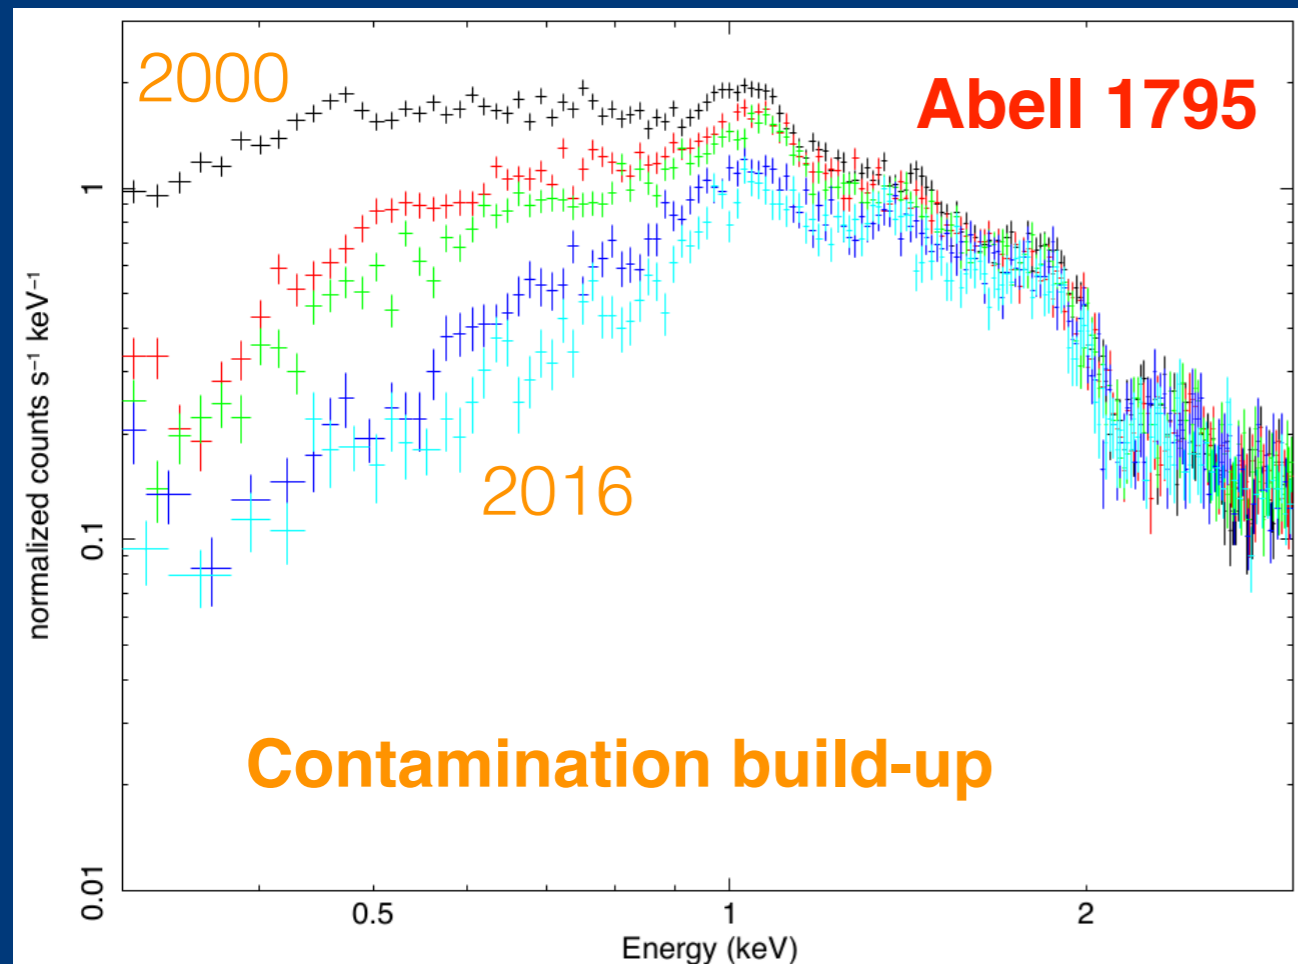 2000
Abell 1795
1
0.1
0.01
normalized counts s⁻¹ keV⁻¹
2016
Contamination build-up
0.5
1
2
Energy (keV)